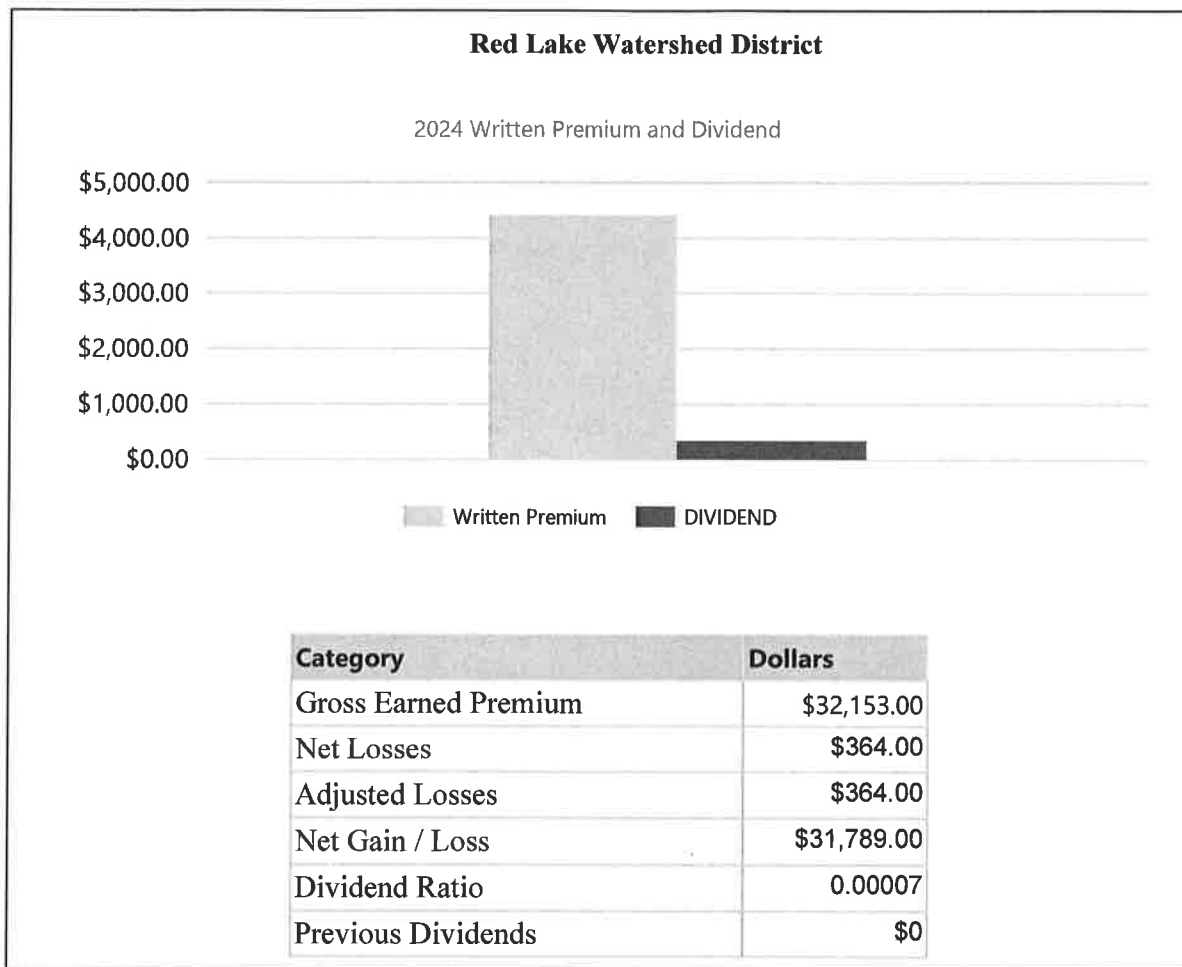 Red Lake Watershed District
2024 Written Premium and Dividend
$5,000.00
$4,000.00
$3,000.00
$2,000.00
$1,000.00
$0.00
Written Premium DIVIDEND
Category Dollars
Gross Earned Premium $32,153.00
Net Losses $364.00
Adjusted Losses $364.00
Net Gain / Loss $31,789.00
Dividend Ratio 0.00007
Previous Dividends $0